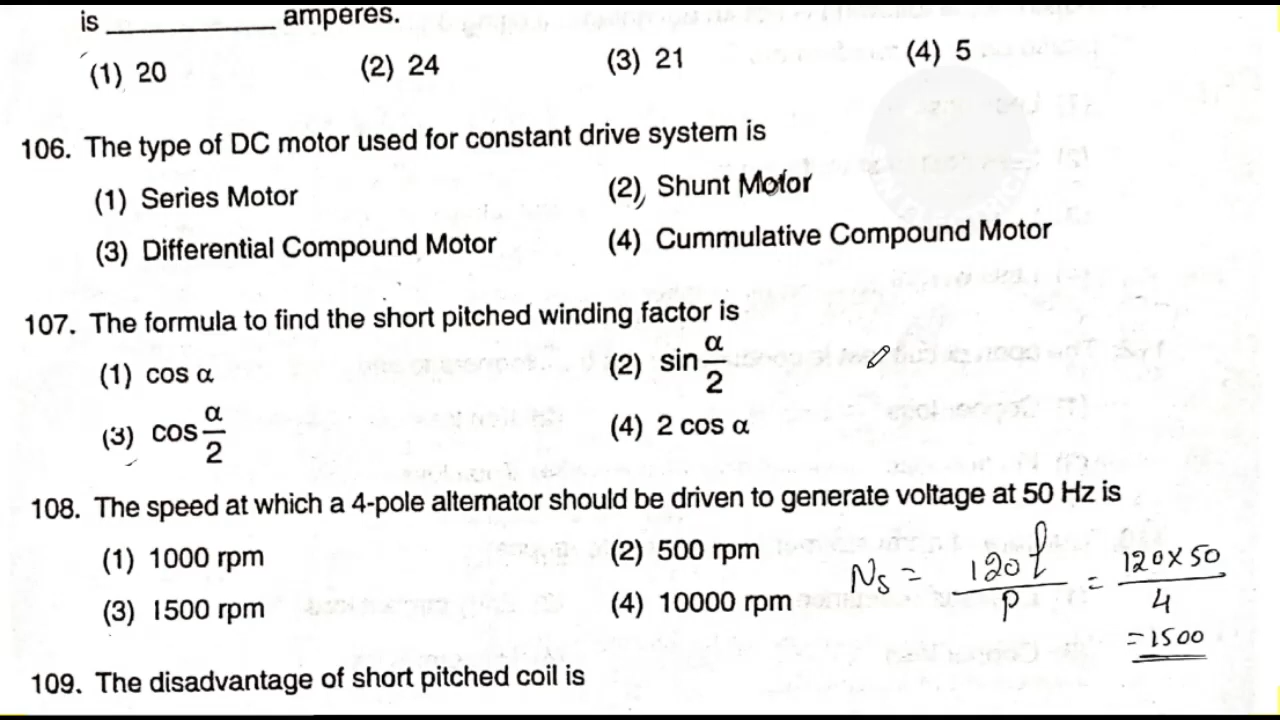 is __________ amperes.
(1) 20 (2) 24 (3) 21 (4) 5
106. The type of DC motor used for constant drive system is
(1) Series Motor (2) Shunt Motor
(3) Differential Compound Motor (4) Cummulative Compound Motor
107. The formula to find the short pitched winding factor is
(1) cos α (2) sin α/2
(3) cos α/2 (4) 2 cos α
108. The speed at which a 4-pole alternator should be driven to generate voltage at 50 Hz is
(1) 1000 rpm (2) 500 rpm
(3) 1500 rpm (4) 10000 rpm
Ns = 120f/P = 120×50/4
=1500
109. The disadvantage of short pitched coil is